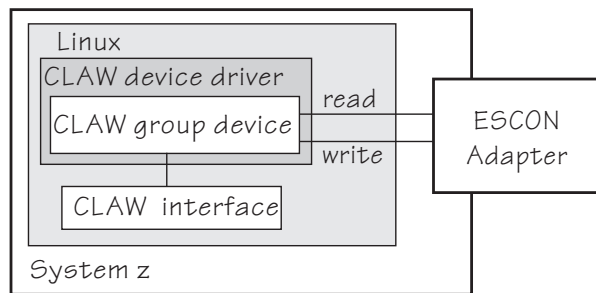 Linux
CLAW device driver
CLAW group device
read
write
ESCON
Adapter
CLAW interface
System z